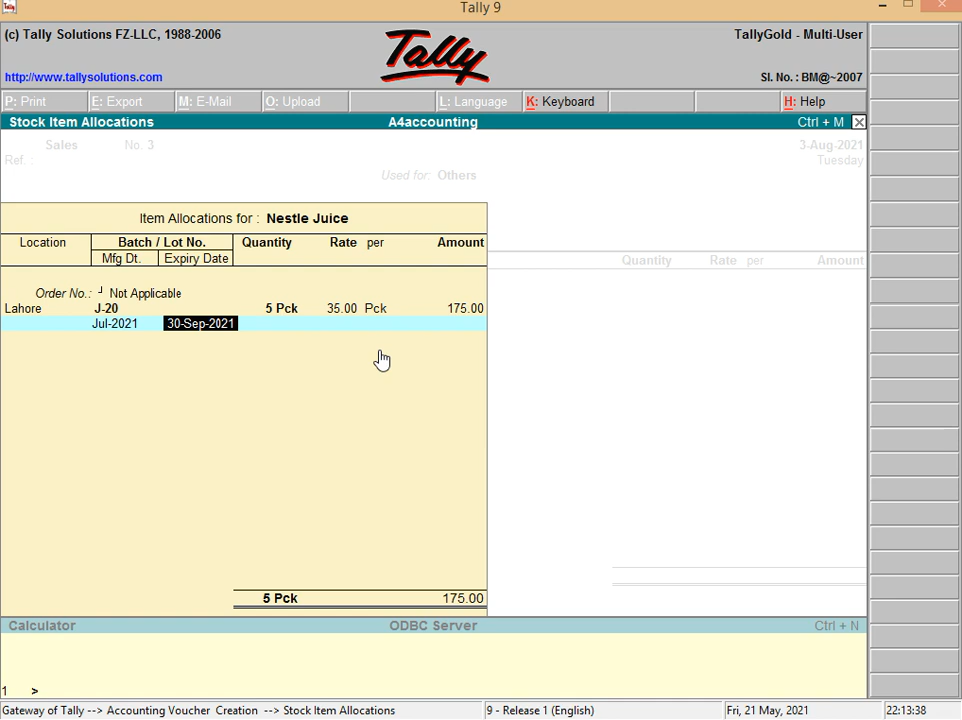 Tally 9
(c) Tally Solutions FZ-LLC, 1988-2006
TallyGold - Multi-User
Tally
http://www.tallysolutions.com
Sl. No.: BM@~2007
P: Print
E: Export
M: E-Mail
O: Upload
L: Language
K: Keyboard
H: Help
Stock Item Allocations
A4accounting
Ctrl + M
Sales No. 3
3-Aug-2021
Ref. :
Tuesday
Used for: Others
Item Allocations for : Nestle Juice
Location Batch / Lot No. Quantity Rate per Amount
Mfg Dt. Expiry Date
Quantity Rate per Amount
Order No.: ┘ Not Applicable
Lahore J-20 5 Pck 35.00 Pck 175.00
Jul-2021 30-Sep-2021
5 Pck 175.00
Calculator ODBC Server Ctrl + N
1 >
Gateway of Tally --> Accounting Voucher Creation --> Stock Item Allocations
9 - Release 1 (English)
Fri, 21 May, 2021
22:13:38